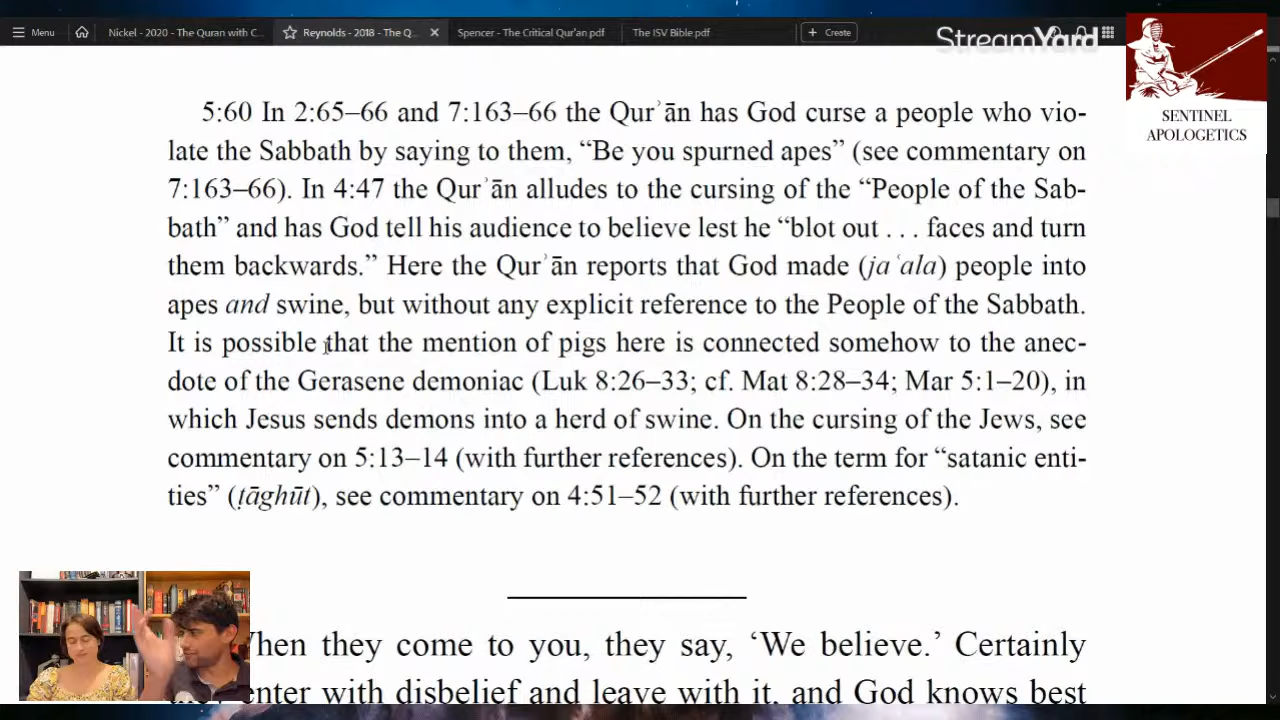 Menu
Nickel - 2020 - The Quran with C...
Reynolds - 2018 - The Q...
Spencer - The Critical Qur'an.pdf
The ISV Bible.pdf
+ Create
StreamYard
SENTINEL
APOLOGETICS
5:60 In 2:65–66 and 7:163–66 the Qurʾān has God curse a people who vio-
late the Sabbath by saying to them, “Be you spurned apes” (see commentary on
7:163–66). In 4:47 the Qurʾān alludes to the cursing of the “People of the Sab-
bath” and has God tell his audience to believe lest he “blot out . . . faces and turn
them backwards.” Here the Qurʾān reports that God made (jaʿala) people into
apes and swine, but without any explicit reference to the People of the Sabbath.
It is possible that the mention of pigs here is connected somehow to the anec-
dote of the Gerasene demoniac (Luk 8:26–33; cf. Mat 8:28–34; Mar 5:1–20), in
which Jesus sends demons into a herd of swine. On the cursing of the Jews, see
commentary on 5:13–14 (with further references). On the term for “satanic enti-
ties” (ṭāghūt), see commentary on 4:51–52 (with further references).
hen they come to you, they say, ‘We believe.’ Certainly
enter with disbelief and leave with it, and God knows best